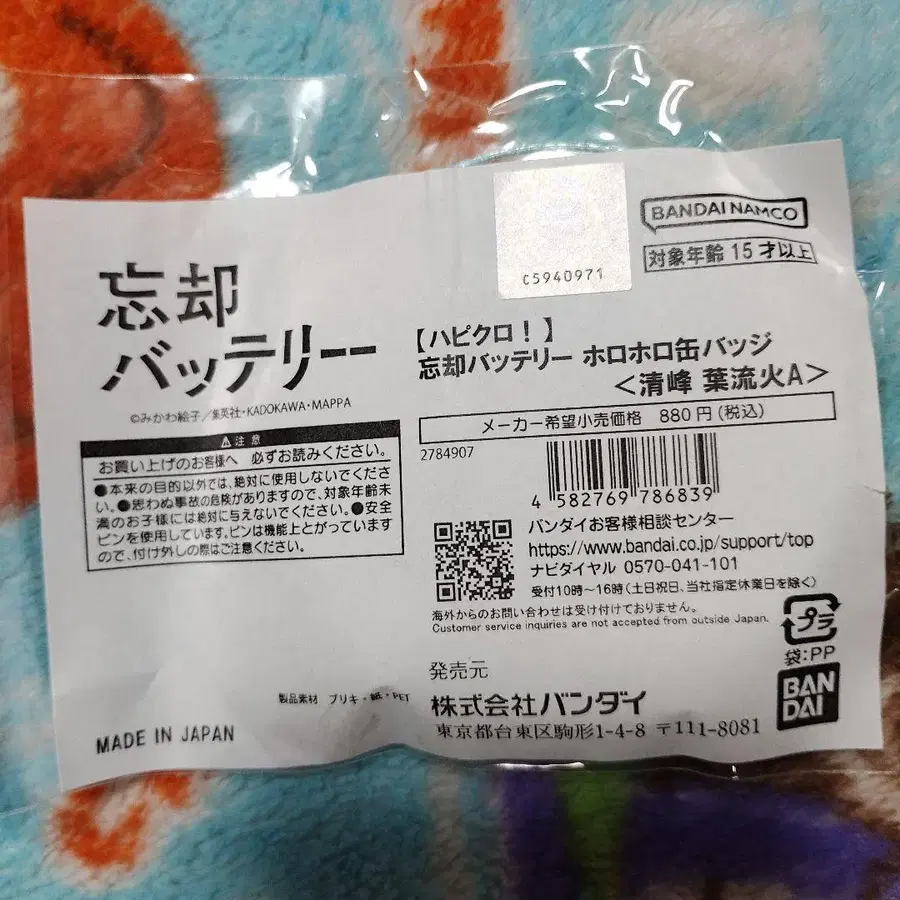 忘却
バッテリー
©みかわ絵子/集英社・KADOKAWA・MAPPA
⚠注意
お買い上げのお客様へ 必ずお読みください。
●本来の目的以外では、絶対に使用しないでくださ
い。●思わぬ事故の危険がありますので、対象年齢未
満のお子様には絶対に与えないでください。●安全
ピンを使用しています。ピンは機能上とがっています
ので、付け外しの際はご注意ください。
製品素材 ブリキ・紙・PET
MADE IN JAPAN
C5940971
BANDAI NAMCO
対象年齢 15才以上
【ハピクロ!】
忘却バッテリー ホロホロ缶バッジ
<清峰 葉流火A>
メーカー希望小売価格 880円(税込)
2784907
4 582769 786839
バンダイお客様相談センター
https://www.bandai.co.jp/support/top
ナビダイヤル 0570-041-101
受付10時〜16時(土日祝日、当社指定休業日を除く)
海外からのお問い合わせは受け付けておりません。
Customer service inquiries are not accepted from outside Japan.
プラ
袋:PP
発売元
株式会社バンダイ
東京都台東区駒形1-4-8 〒111-8081
BAN
DAI